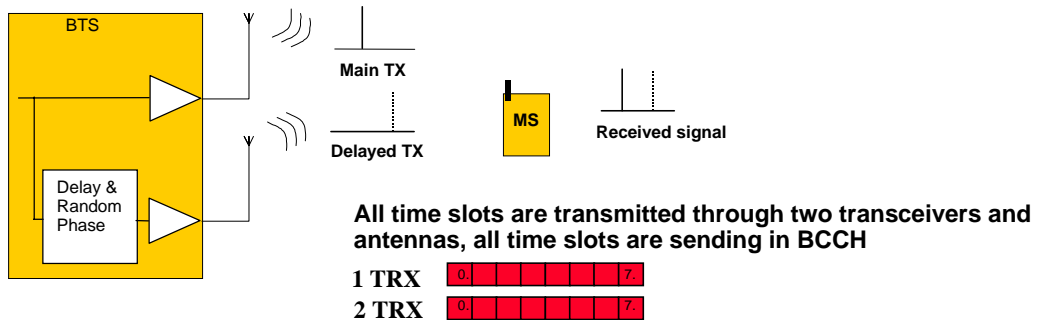 BTS
Main TX
Delayed TX
MS
Received signal
Delay &
Random
Phase
All time slots are transmitted through two transceivers and
antennas, all time slots are sending in BCCH
1 TRX 0. 7.
2 TRX 0. 7.